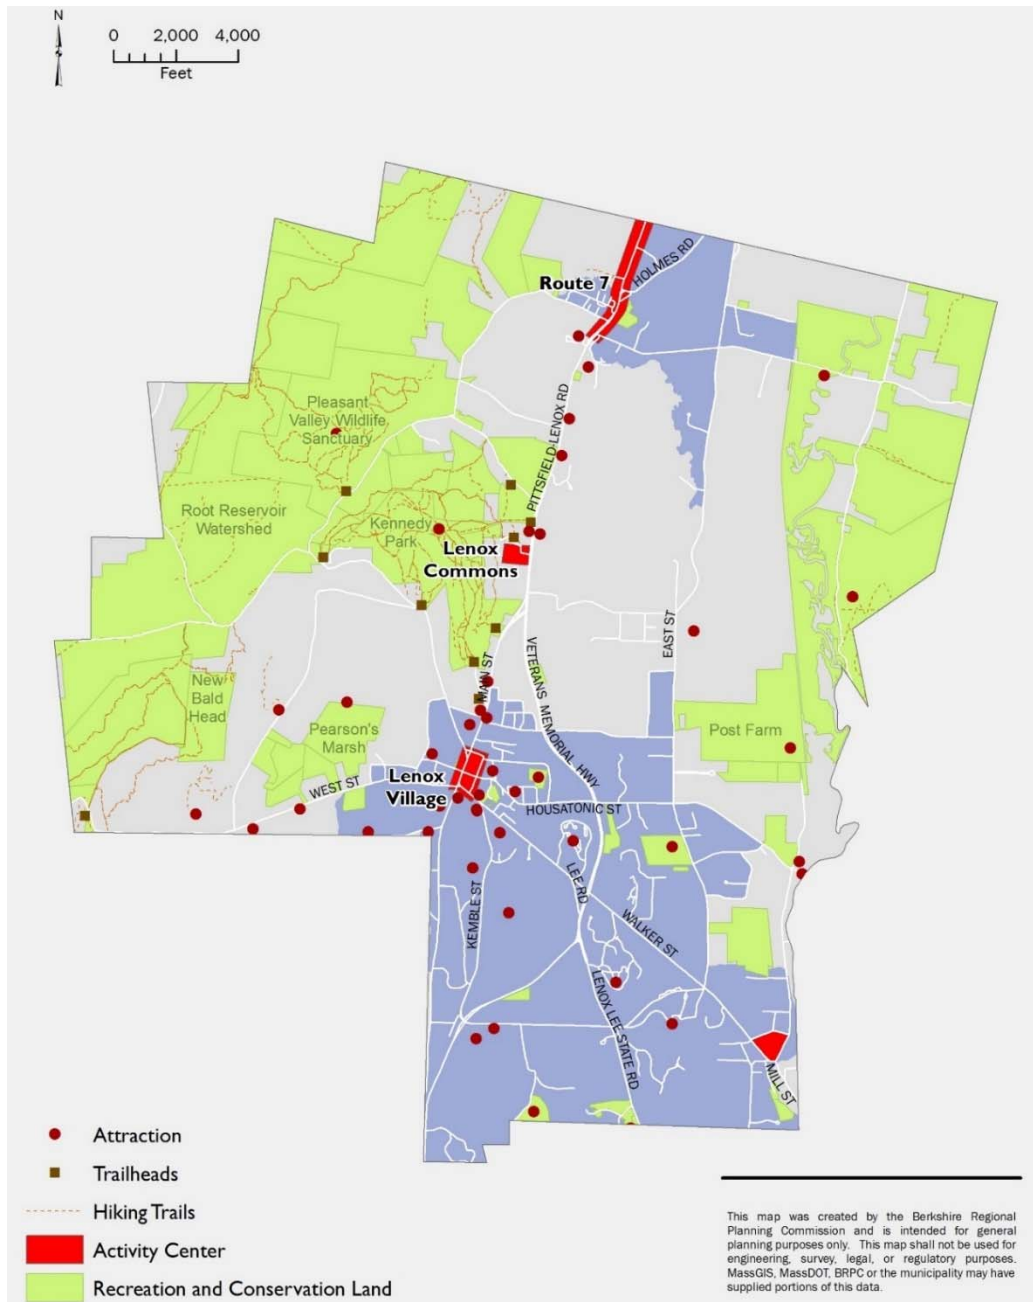 N
0 2,000 4,000
Feet
Route 7
HOLMES RD
PITTSFIELD-LENOX RD
Pleasant
Valley Wildlife
Sanctuary
Root Reservoir
Watershed
Kennedy
Park
Lenox
Commons
EAST ST
VETERANS MEMORIAL HWY
MAIN ST
New
Bald
Head
Pearson's
Marsh
Post Farm
WEST ST
Lenox
Village
HOUSATONIC ST
LEE RD
KEMBLE ST
WALKER ST
LENOX LEE STATE RD
MILL ST
Attraction
Trailheads
Hiking Trails
Activity Center
Recreation and Conservation Land
This map was created by the Berkshire Regional
Planning Commission and is intended for general
planning purposes only. This map shall not be used for
engineering, survey, legal, or regulatory purposes.
MassGIS, MassDOT, BRPC or the municipality may have
supplied portions of this data.